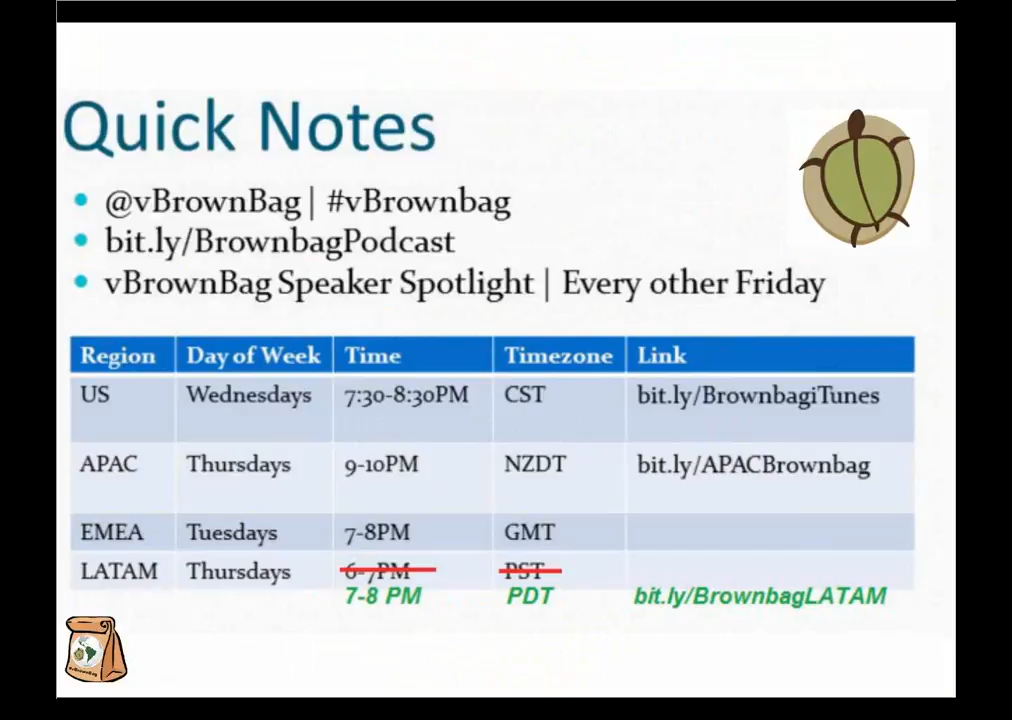 Quick Notes
@vBrownBag | #vBrownbag
bit.ly/BrownbagPodcast
vBrownBag Speaker Spotlight | Every other Friday
Region Day of Week Time Timezone Link
US Wednesdays 7:30-8:30PM CST bit.ly/BrownbagiTunes
APAC Thursdays 9-10PM NZDT bit.ly/APACBrownbag
EMEA Tuesdays 7-8PM GMT
LATAM Thursdays 6-7PM PST
7-8 PM PDT bit.ly/BrownbagLATAM